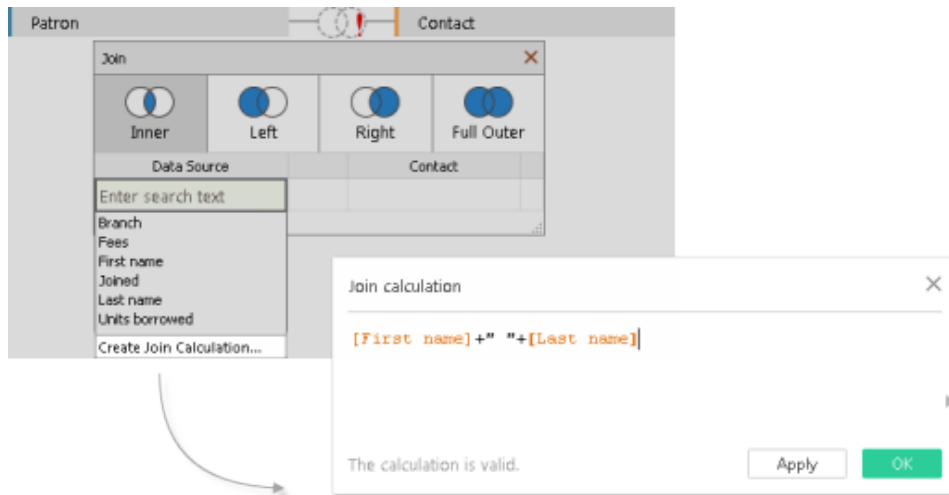 Patron
Contact
Join
Inner
Left
Right
Full Outer
Data Source
Contact
Enter search text
Branch
Fees
First name
Joined
Last name
Units borrowed
Create Join Calculation...
Join calculation
[First name]+" "+[Last name]
The calculation is valid.
Apply
OK